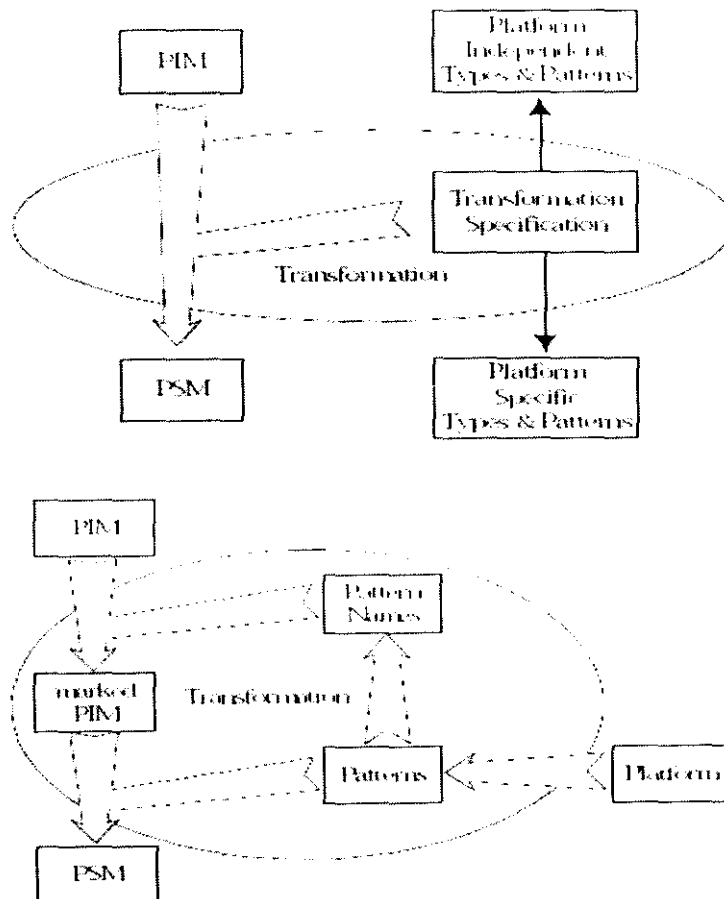 PIM
Platform
Independent
Types & Patterns
Transformation
Specification
Transformation
PSM
Platform
Specific
Types & Patterns
PIM
Pattern
Names
marked
PIM
Transformation
Patterns
Platform
PSM